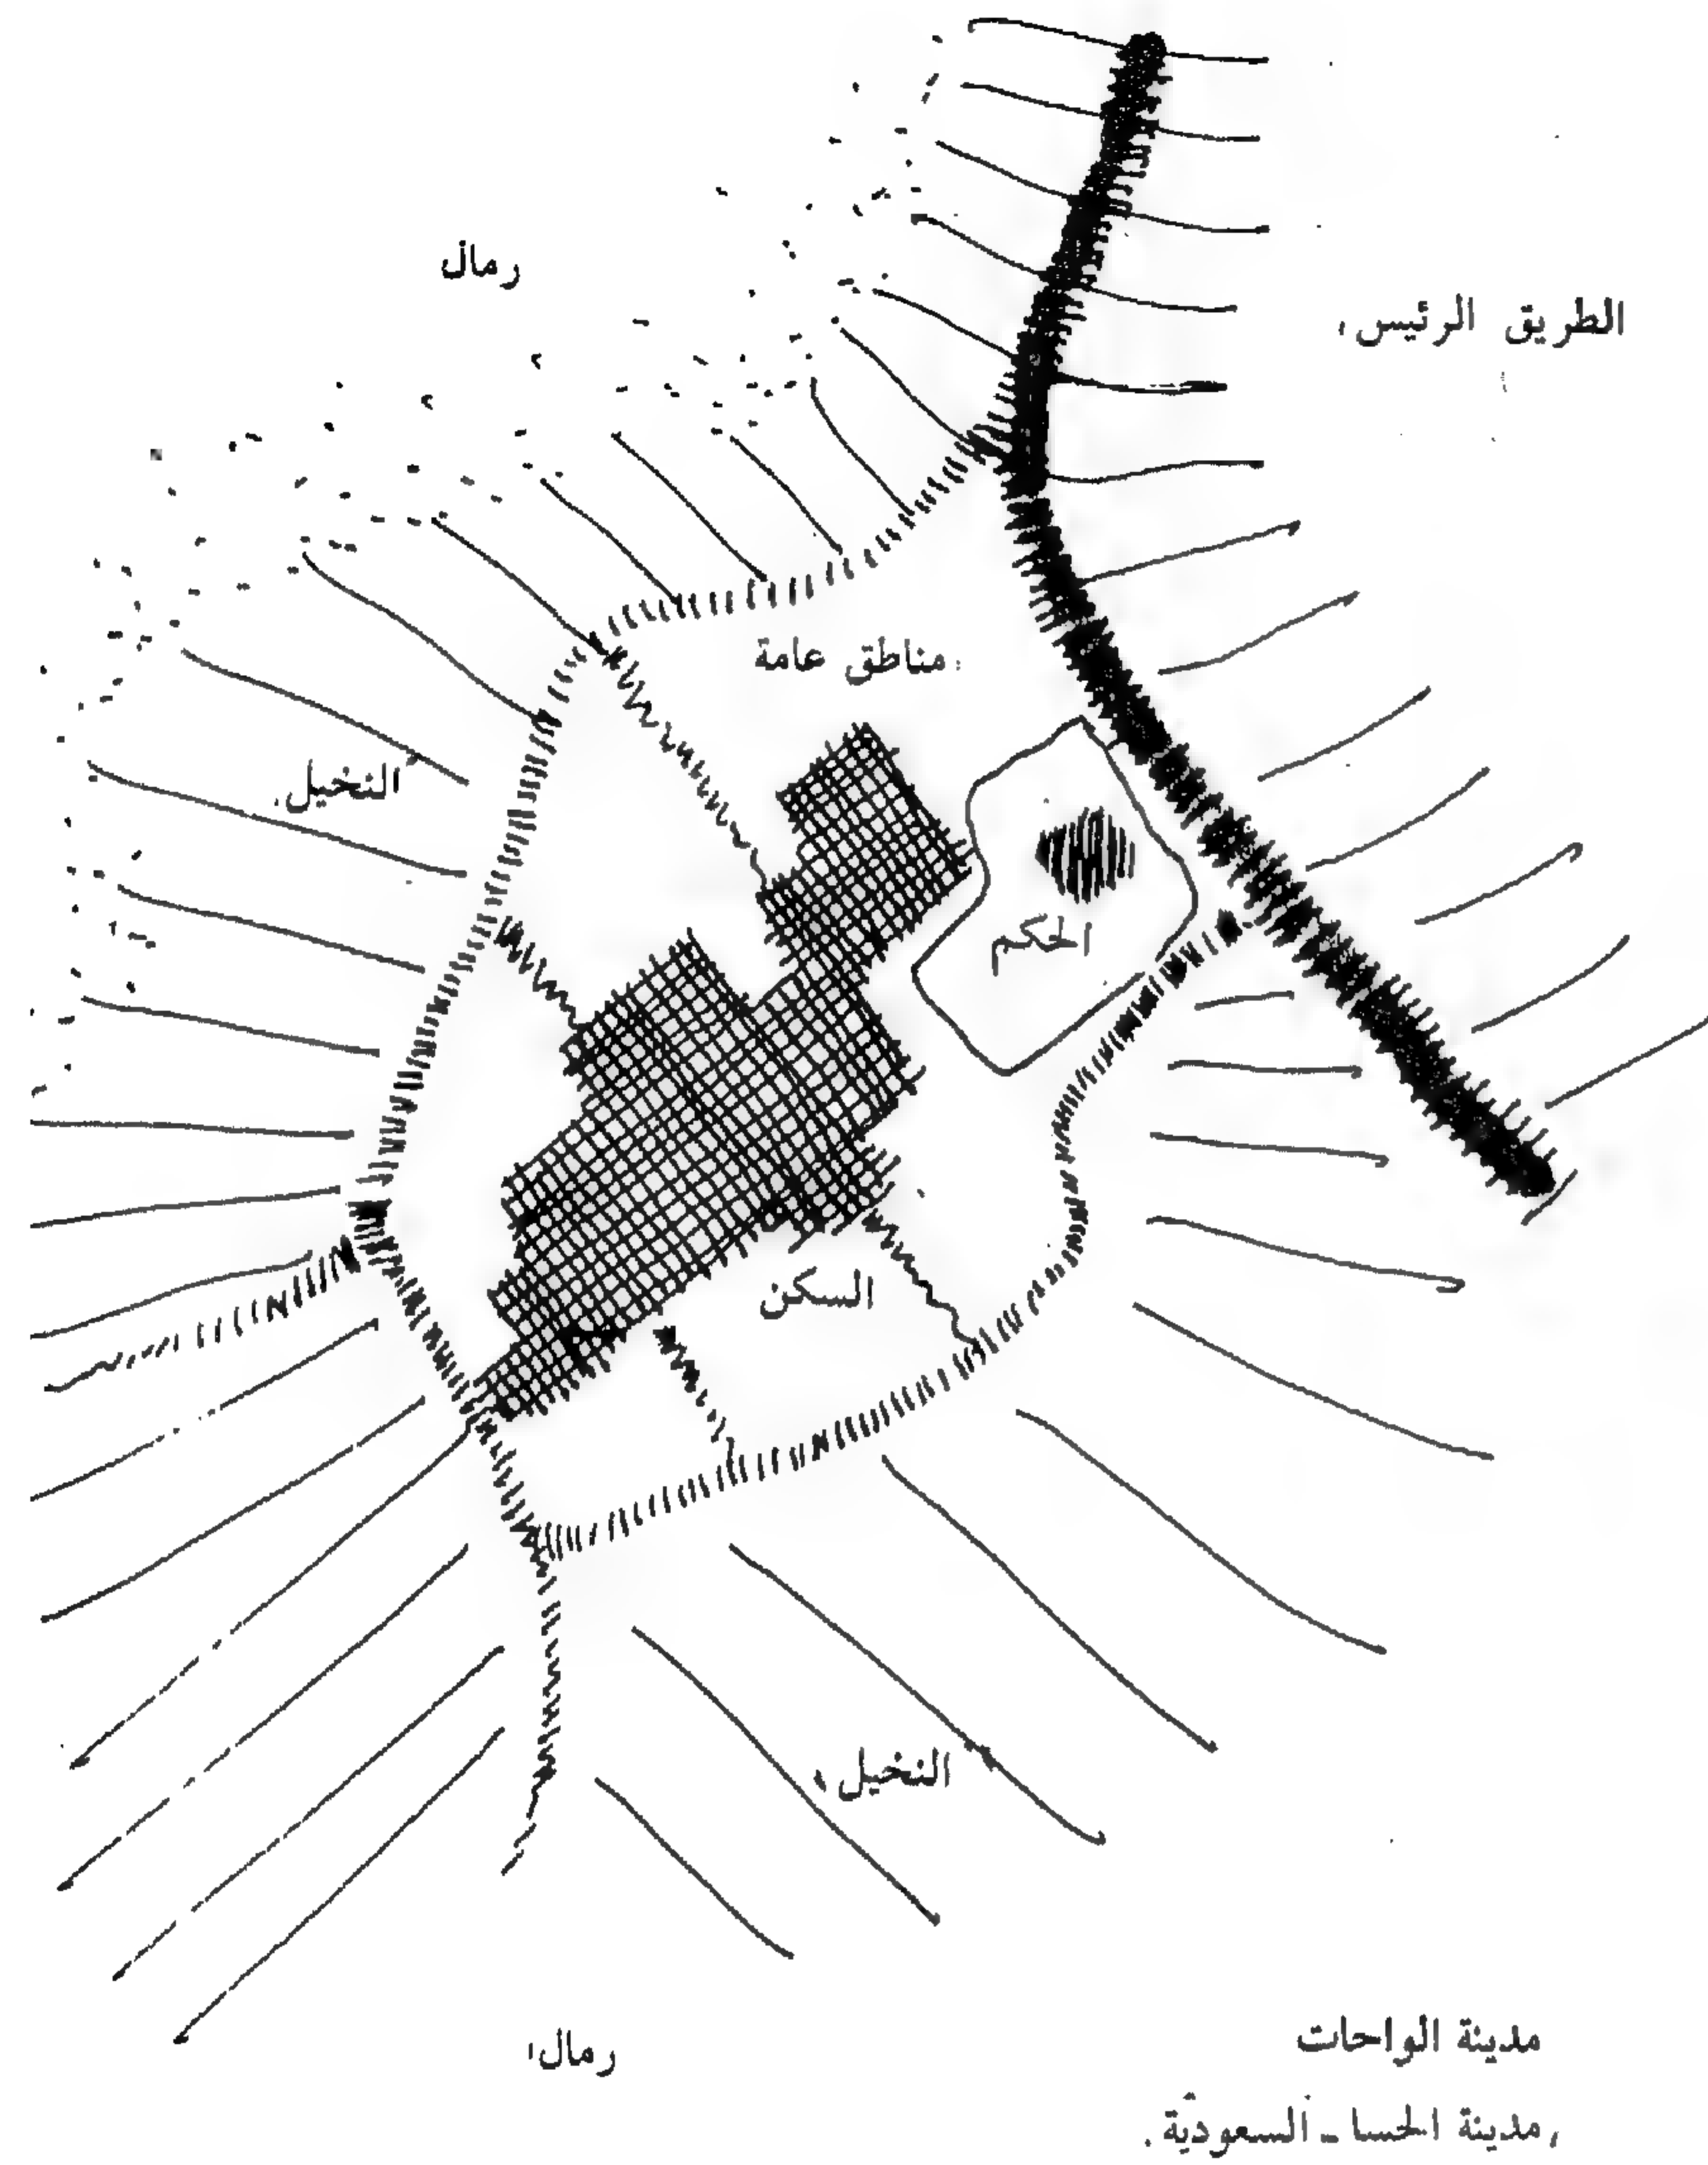 رمال
الطريق الرئيس
مناطق عامة
النخيل
الحكم
السكن
النخيل
رمال
مدينة الواحات
مدينة الحسا - السعودية